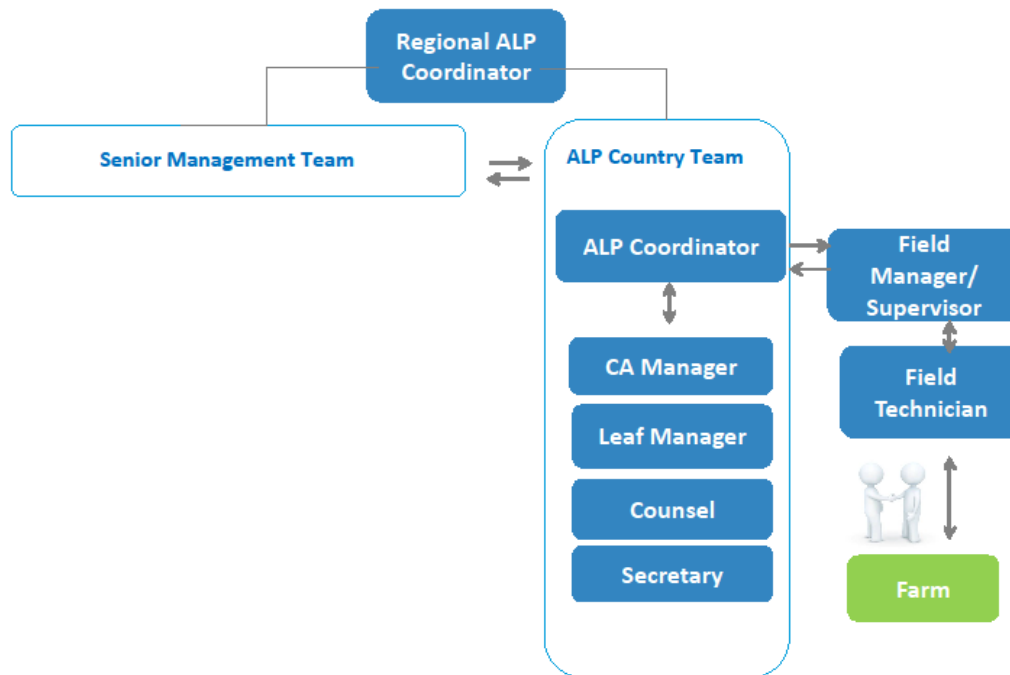 Regional ALP
Coordinator
Senior Management Team
ALP Country Team
ALP Coordinator
Field
Manager/
Supervisor
CA Manager
Field
Technician
Leaf Manager
Counsel
Secretary
Farm